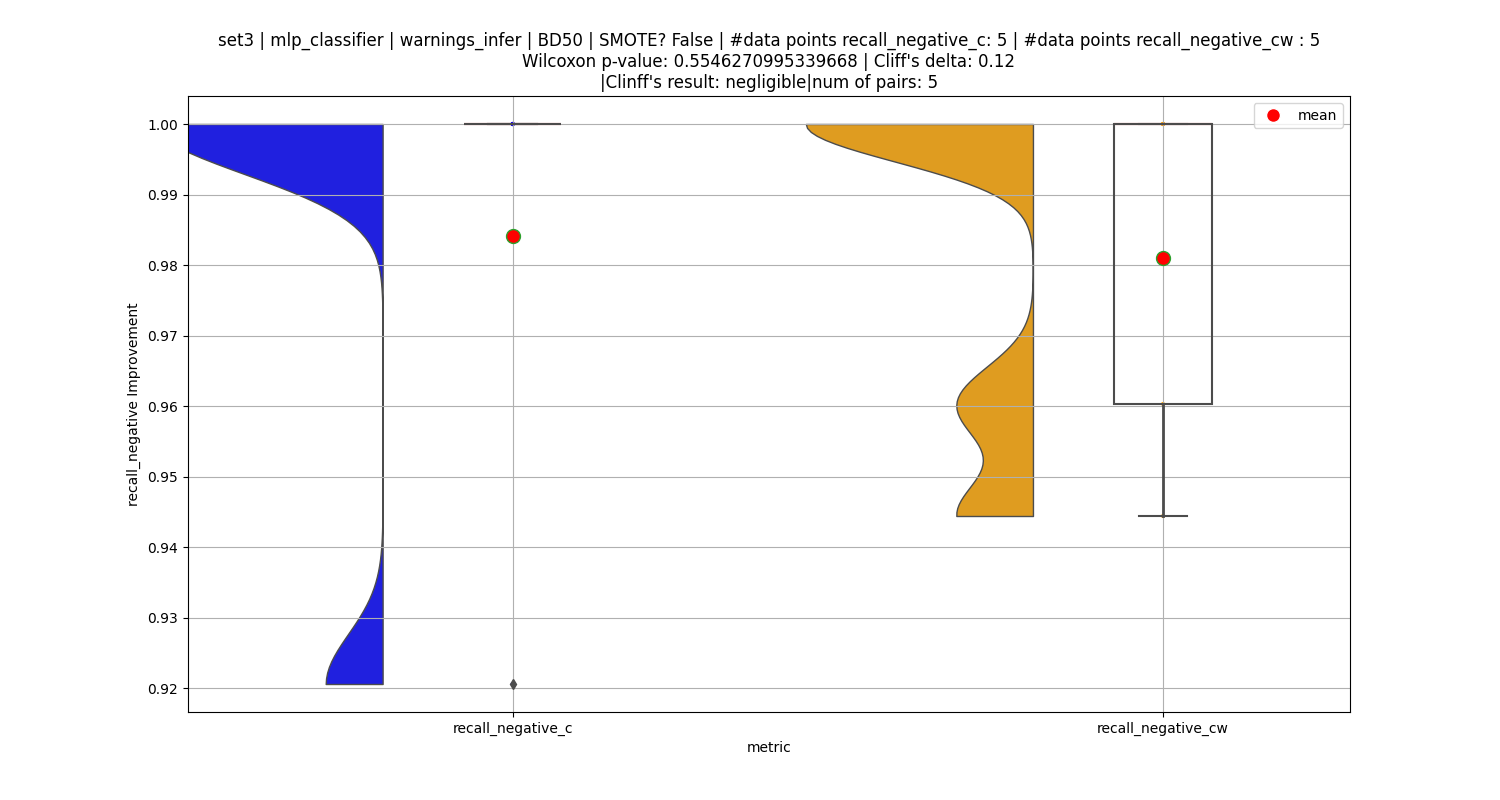 set3 | mlp_classifier | warnings_infer | BD50 | SMOTE? False | #data points recall_negative_c: 5 | #data points recall_negative_cw : 5
Wilcoxon p-value: 0.5546270995339668 | Cliff's delta: 0.12
|Clinff's result: negligible|num of pairs: 5
mean
1.00
0.99
0.98
0.97
0.96
0.95
0.94
0.93
0.92
recall_negative Improvement
recall_negative_c
recall_negative_cw
metric